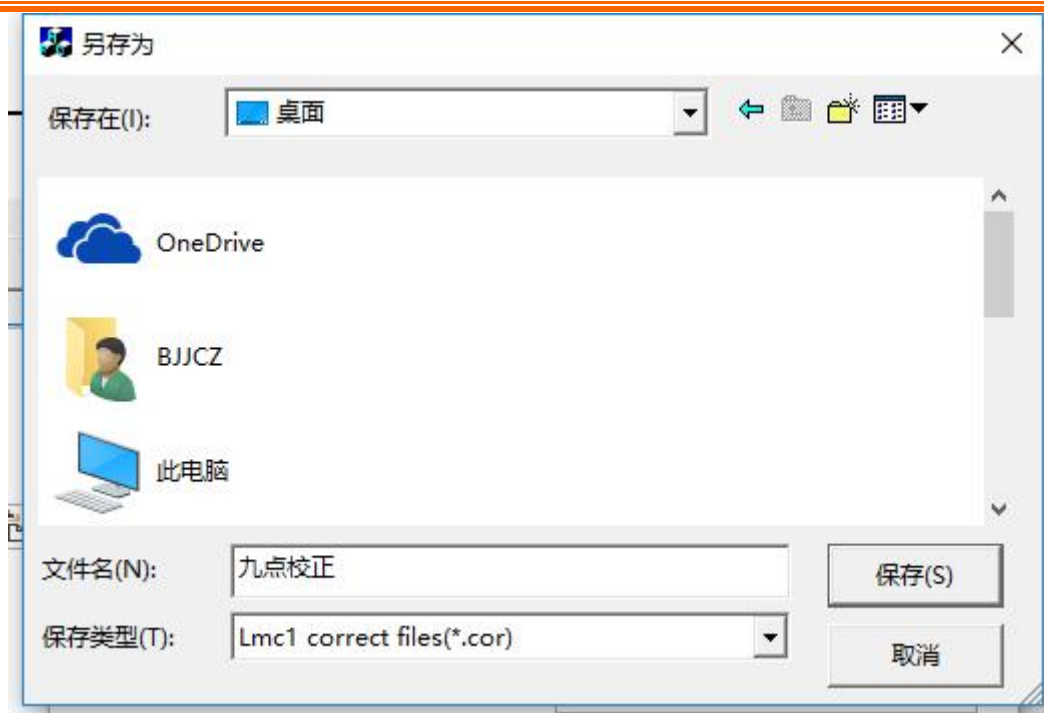 另存为
保存在(I):
桌面
OneDrive
BJJCZ
此电脑
文件名(N):
九点校正
保存(S)
保存类型(T):
Lmc1 correct files(*.cor)
取消